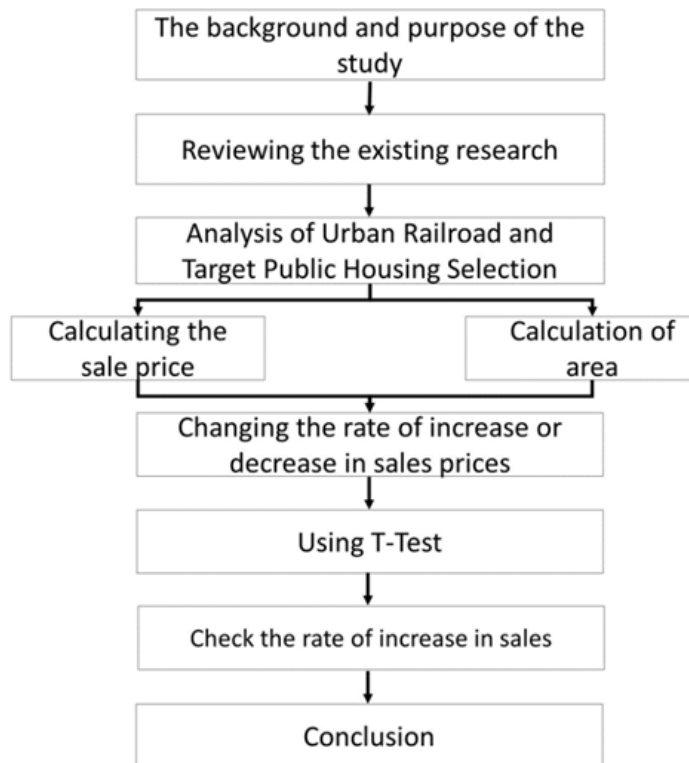 The background and purpose of the
study
Reviewing the existing research
Analysis of Urban Railroad and
Target Public Housing Selection
Calculating the
sale price
Calculation of
area
Changing the rate of increase or
decrease in sales prices
Using T-Test
Check the rate of increase in sales
Conclusion